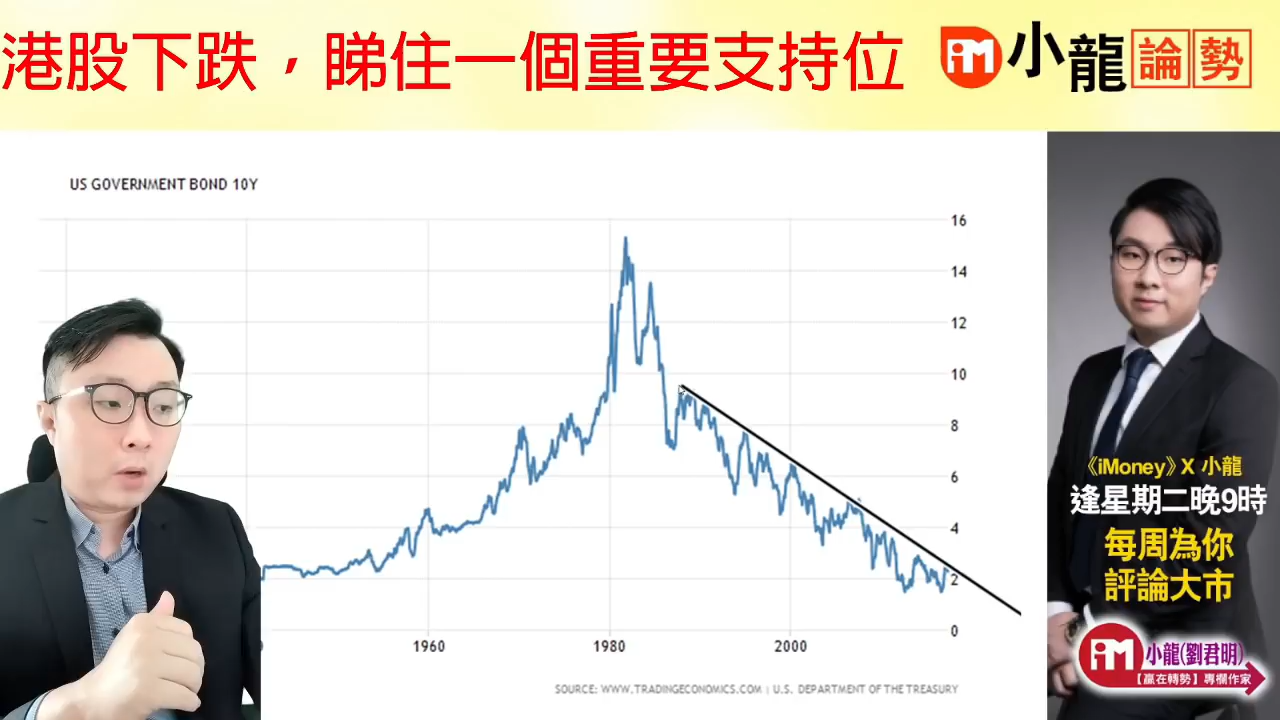 港股下跌，睇住一個重要支持位
iM 小龍論勢
US GOVERNMENT BOND 10Y
16
14
12
10
8
6
4
2
0
1960
1980
2000
SOURCE: WWW.TRADINGECONOMICS.COM | U.S. DEPARTMENT OF THE TREASURY
《iMoney》X 小龍
逢星期二晚9時
每周為你
評論大市
iM 小龍(劉君明)
【贏在轉勢】專欄作家